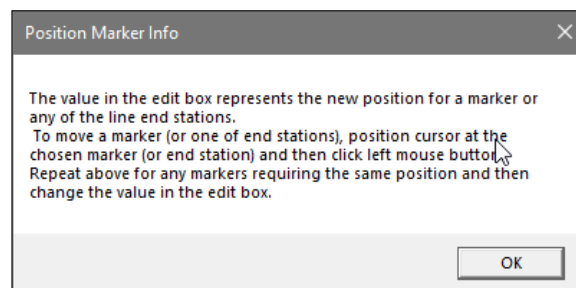 Position Marker Info
The value in the edit box represents the new position for a marker or
any of the line end stations.
To move a marker (or one of end stations), position cursor at the
chosen marker (or end station) and then click left mouse button.
Repeat above for any markers requiring the same position and then
change the value in the edit box.
OK